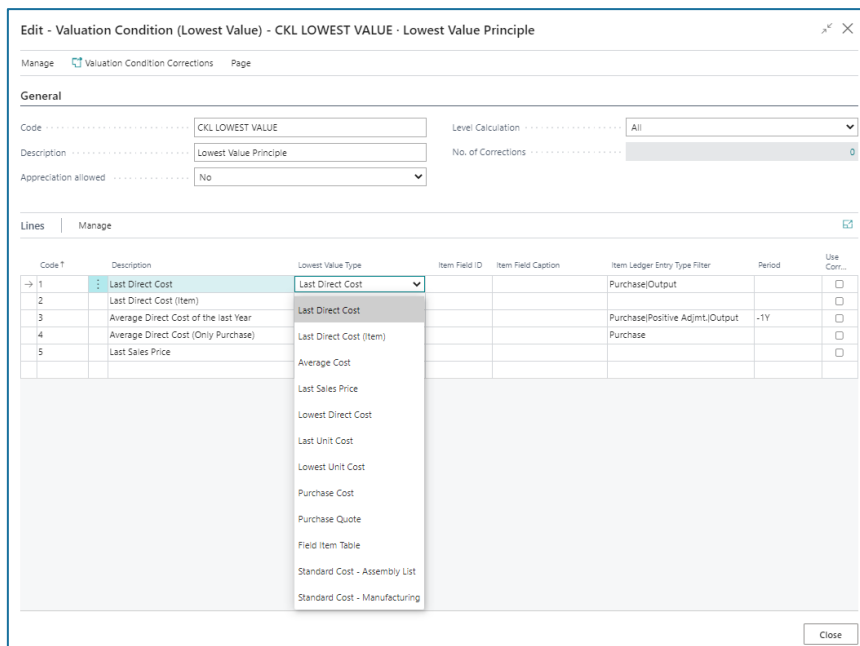 Edit - Valuation Condition (Lowest Value) - CKL LOWEST VALUE · Lowest Value Principle
Manage Valuation Condition Corrections Page
General
Code CKL LOWEST VALUE Level Calculation All
Description Lowest Value Principle No. of Corrections 0
Appreciation allowed No
Lines Manage
Code↑ Description Lowest Value Type Item Field ID Item Field Caption Item Ledger Entry Type Filter Period Use Corr...
→ 1 Last Direct Cost Last Direct Cost Purchase|Output
2 Last Direct Cost (Item)
3 Average Direct Cost of the last Year Purchase|Positive Adjmt.|Output -1Y
4 Average Direct Cost (Only Purchase) Purchase
5 Last Sales Price
Last Direct Cost
Last Direct Cost (Item)
Average Cost
Last Sales Price
Lowest Direct Cost
Last Unit Cost
Lowest Unit Cost
Purchase Cost
Purchase Quote
Field Item Table
Standard Cost - Assembly List
Standard Cost - Manufacturing
Close